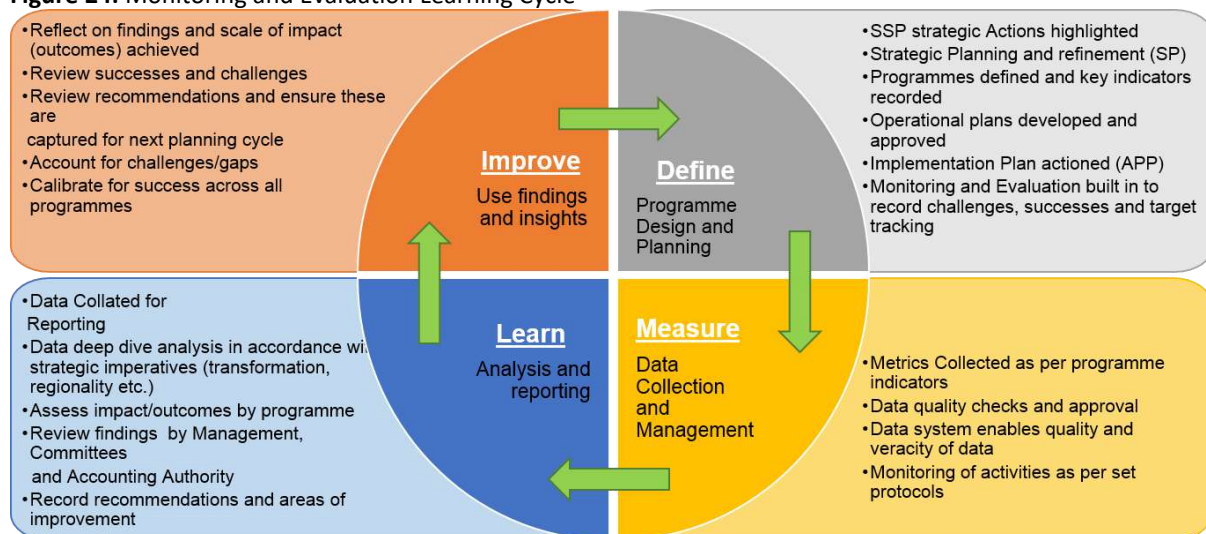 Monitoring and Evaluation Learning Cycle
•Reflect on findings and scale of impact
(outcomes) achieved
•Review successes and challenges
•Review recommendations and ensure these
are
captured for next planning cycle
•Account for challenges/gaps
•Calibrate for success across all
programmes
Improve
Use findings
and insights
Define
Programme
Design and
Planning
•SSP strategic Actions highlighted
•Strategic Planning and refinement (SP)
•Programmes defined and key indicators
recorded
•Operational plans developed and
approved
•Implementation Plan actioned (APP)
•Monitoring and Evaluation built in to
record challenges, successes and target
tracking
•Data Collated for
Reporting
•Data deep dive analysis in accordance
strategic imperatives (transformation,
regionality etc.)
•Assess impact/outcomes by programme
•Review findings by Management,
Committees
and Accounting Authority
•Record recommendations and areas of
improvement
Learn
Analysis and
reporting
Measure
Data
Collection
and
Management
•Metrics Collected as per programme
indicators
•Data quality checks and approval
•Data system enables quality and
veracity of data
•Monitoring of activities as per set
protocols